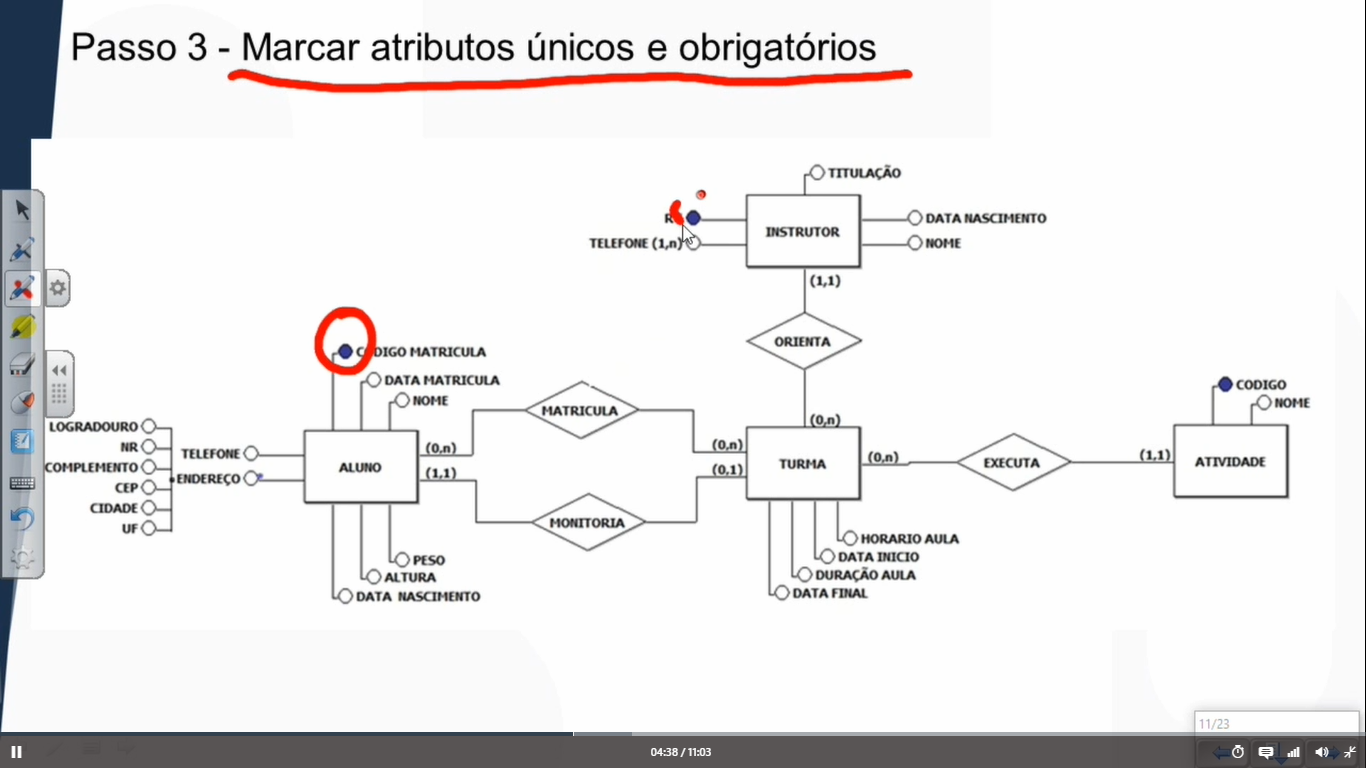 Passo 3 - Marcar atributos únicos e obrigatórios
TITULAÇÃO
DATA NASCIMENTO
INSTRUTOR
TELEFONE (1,n)
NOME
(1,1)
ORIENTA
(0,n)
CODIGO MATRICULA
DATA MATRICULA
NOME
MATRICULA
LOGRADOURO
NR
COMPLEMENTO
CEP
CIDADE
UF
TELEFONE
ENDEREÇO
ALUNO
(0,n)
(1,1)
(0,n)
(0,1)
TURMA
(0,n)
EXECUTA
(1,1)
CODIGO
NOME
ATIVIDADE
MONITORIA
PESO
ALTURA
DATA NASCIMENTO
HORARIO AULA
DATA INICIO
DURAÇÃO AULA
DATA FINAL
11/23
04:38 / 11:03